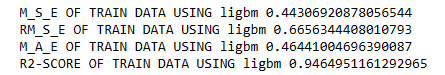 M_S_E OF TRAIN DATA USING ligbm 0.44306920878056544
RM_S_E OF TRAIN DATA USING ligbm 0.6656344408010793
M_A_E OF TRAIN DATA USING ligbm 0.46441004696390087
R2-SCORE OF TRAIN DATA USING ligbm 0.9464951161292965